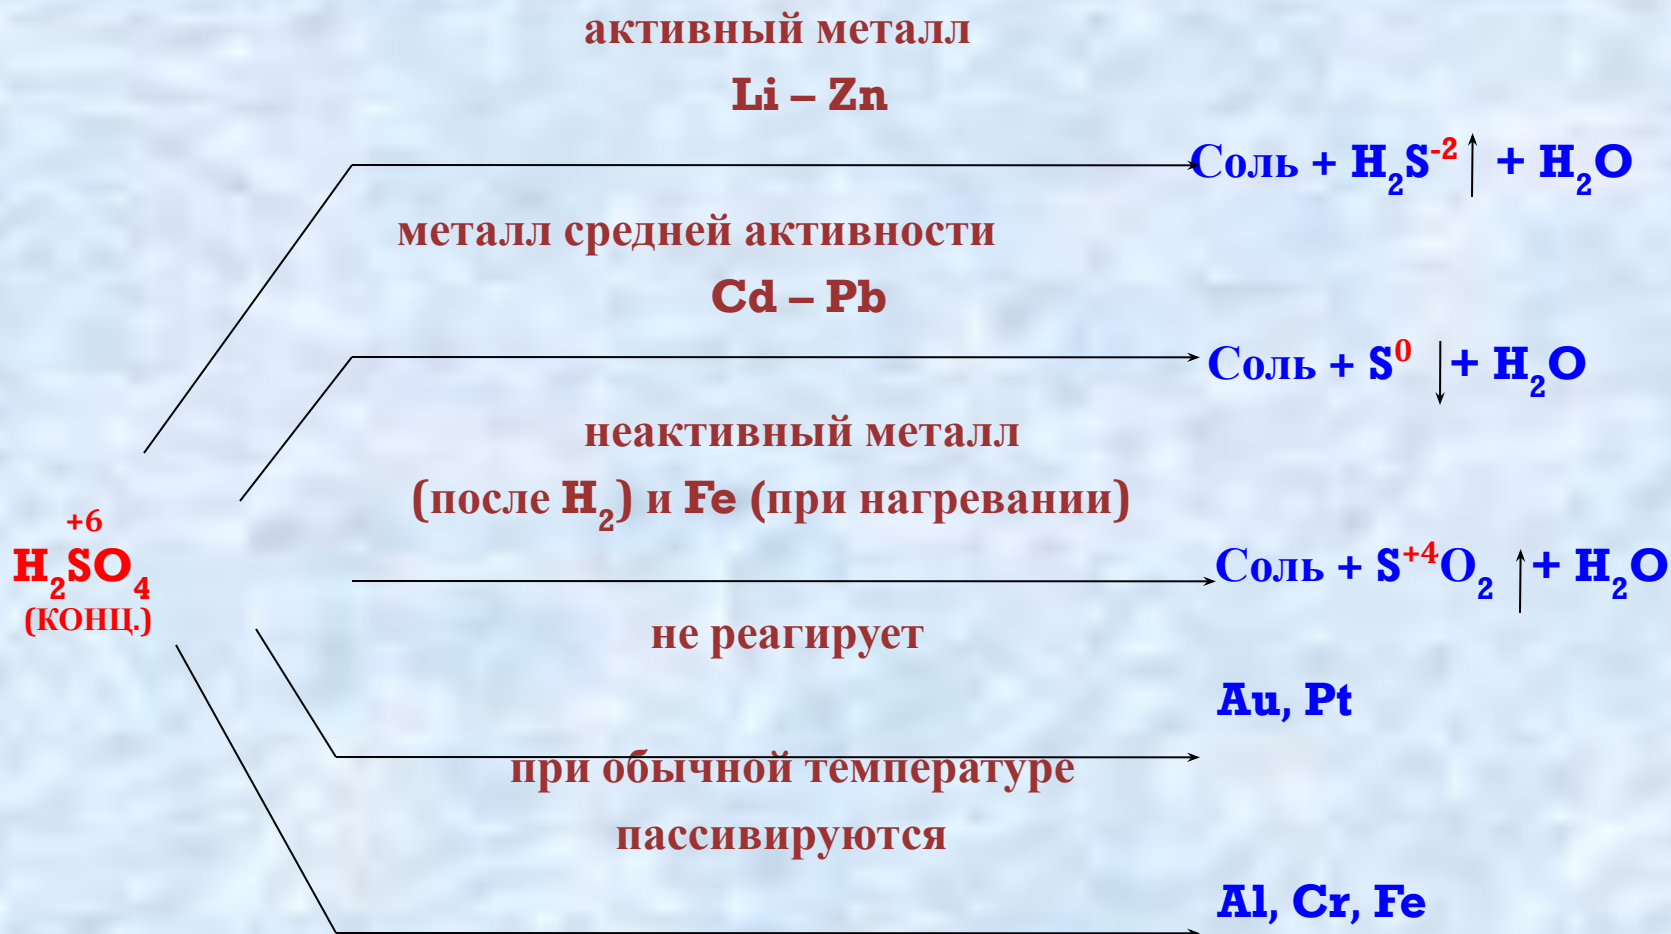 активный металл
Li – Zn
Соль + H₂S⁻² + H₂O
металл средней активности
Cd – Pb
Соль + S⁰ + H₂O
неактивный металл
(после H₂) и Fe (при нагревании)
+6
H₂SO₄
(КОНЦ.)
Соль + S⁺⁴O₂ + H₂O
не реагирует
Au, Pt
при обычной температуре
пассивируются
Al, Cr, Fe